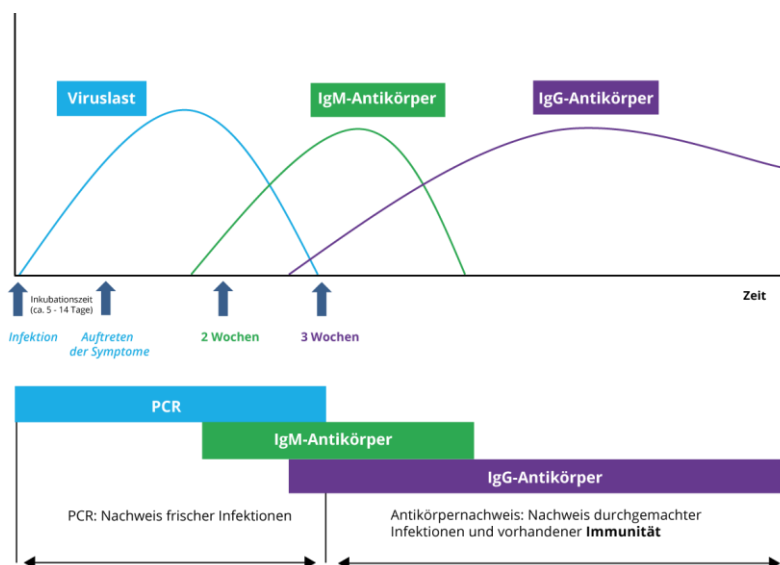 Viruslast
IgM-Antikörper
IgG-Antikörper
Inkubationszeit
(ca. 5 - 14 Tage)
Zeit
Infektion
Auftreten
der Symptome
2 Wochen
3 Wochen
PCR
IgM-Antikörper
IgG-Antikörper
PCR: Nachweis frischer Infektionen
Antikörpernachweis: Nachweis durchgemachter
Infektionen und vorhandener Immunität